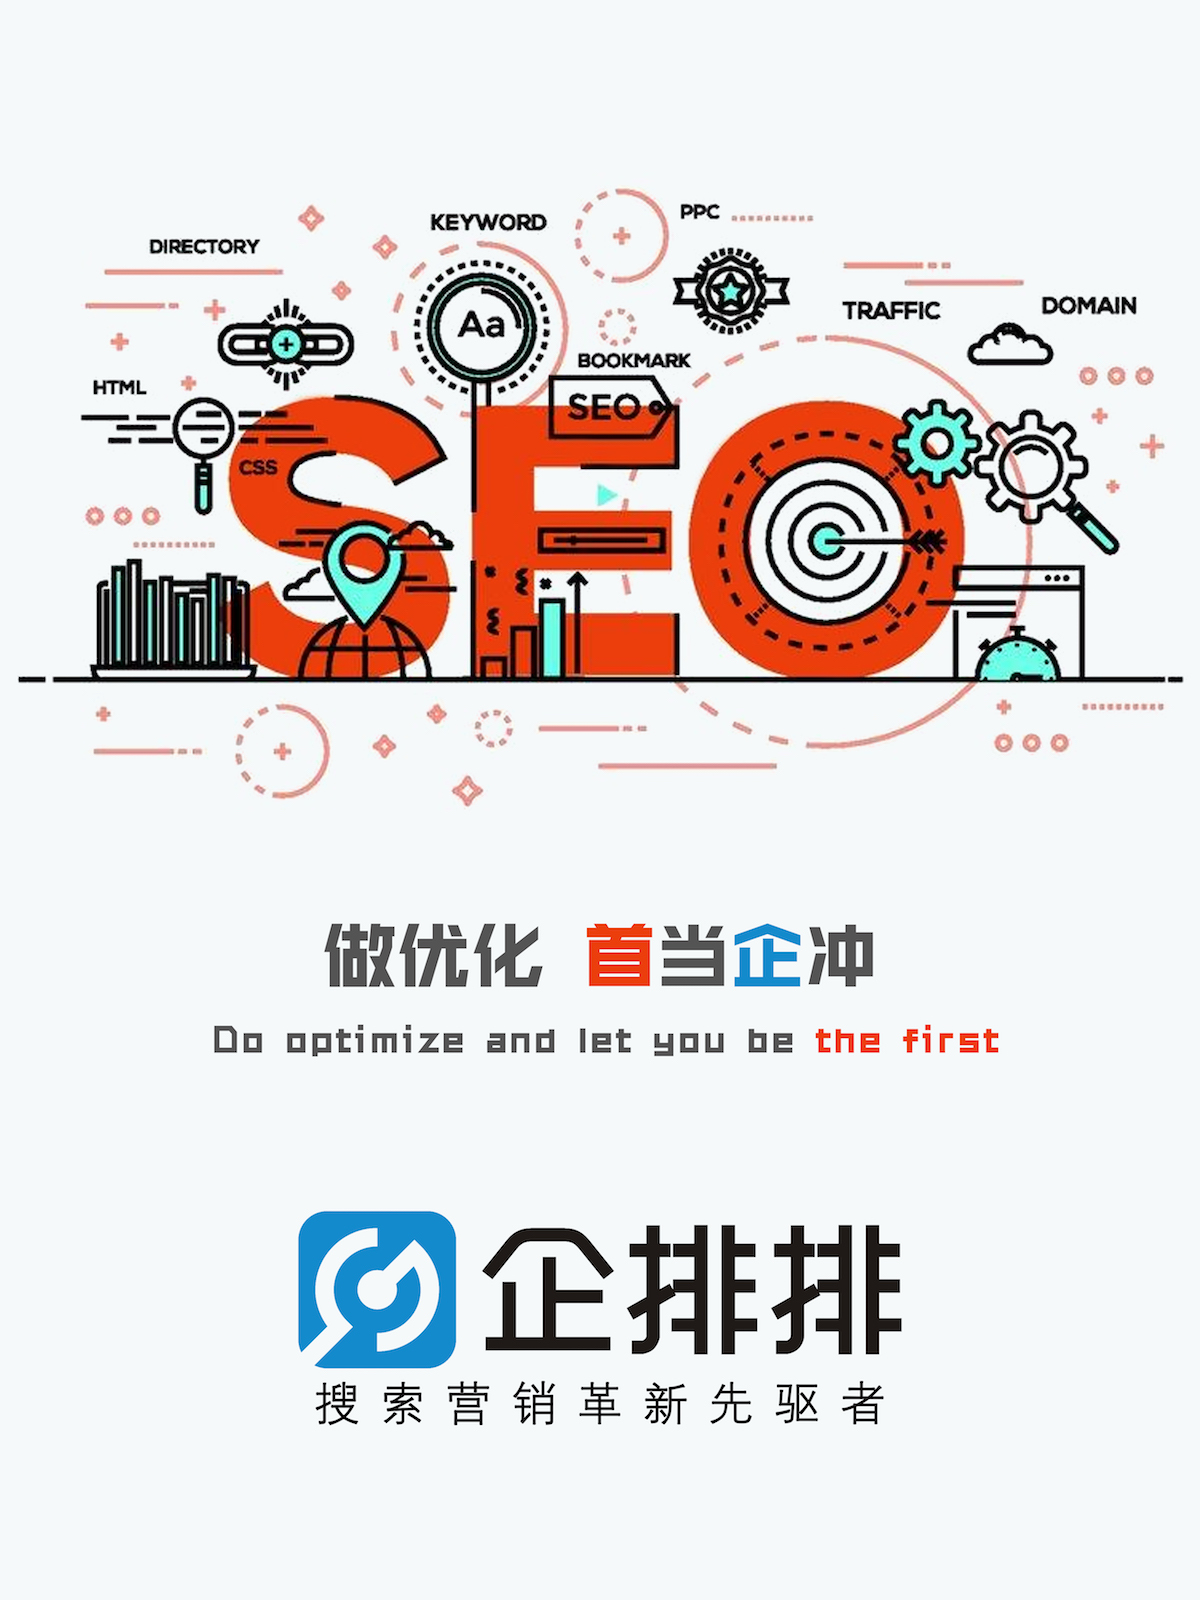 KEYWORD
PPC
DIRECTORY
TRAFFIC
DOMAIN
Aa
BOOKMARK
HTML
SEO
CSS
SEO
做优化 首当企冲
Do optimize and let you be the first
企排排
搜索营销革新先驱者